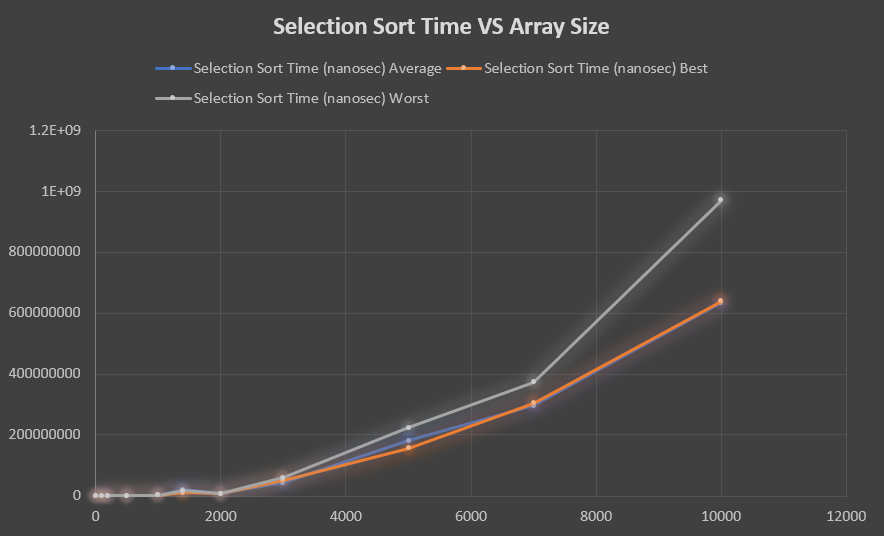 Selection Sort Time VS Array Size
Selection Sort Time (nanosec) Average Selection Sort Time (nanosec) Best
Selection Sort Time (nanosec) Worst
1.2E+09
1E+09
800000000
600000000
400000000
200000000
0
0 2000 4000 6000 8000 10000 12000